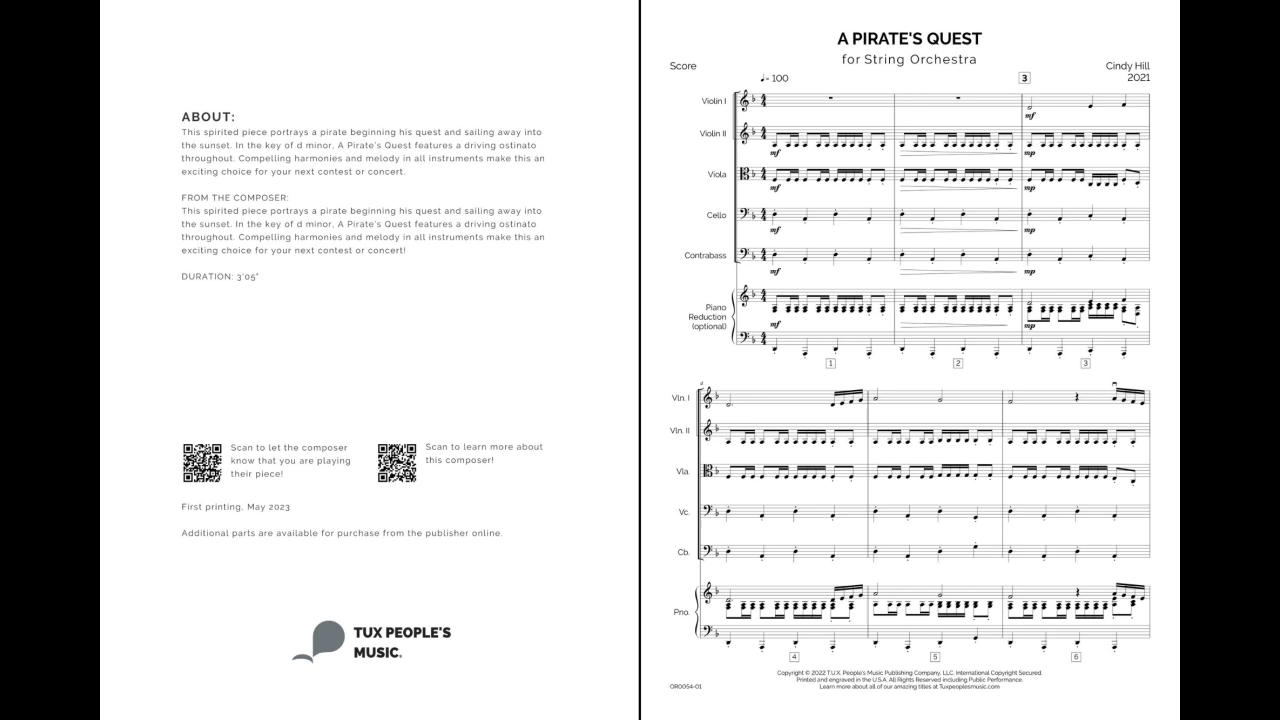 ABOUT:
This spirited piece portrays a pirate beginning his quest and sailing away into
the sunset. In the key of d minor, A Pirate's Quest features a driving ostinato
throughout. Compelling harmonies and melody in all instruments make this an
exciting choice for your next contest or concert.
FROM THE COMPOSER:
This spirited piece portrays a pirate beginning his quest and sailing away into
the sunset. In the key of d minor, A Pirate's Quest features a driving ostinato
throughout. Compelling harmonies and melody in all instruments make this an
exciting choice for your next contest or concert!
DURATION: 3'05"
Scan to let the composer
know that you are playing
their piece!
Scan to learn more about
this composer!
First printing, May 2023
Additional parts are available for purchase from the publisher online.
TUX PEOPLE'S
MUSIC.
A PIRATE'S QUEST
for String Orchestra
Score
Cindy Hill
2021
♩= 100
3
Violin I
mf
Violin II
mf
mp
Viola
mf
mp
Cello
mf
mp
Contrabass
mf
mp
Piano
Reduction
(optional)
mf
mp
1
2
3
Vln. I
Vln. II
Vla.
Vc.
Cb.
Pno.
4
5
6
Copyright © 2022 T.U.X. People's Music Publishing Company, LLC. International Copyright Secured.
Printed and engraved in the U.S.A. All Rights Reserved including Public Performance.
Learn more about all of our amazing titles at Tuxpeoplesmusic.com
OR0054-01